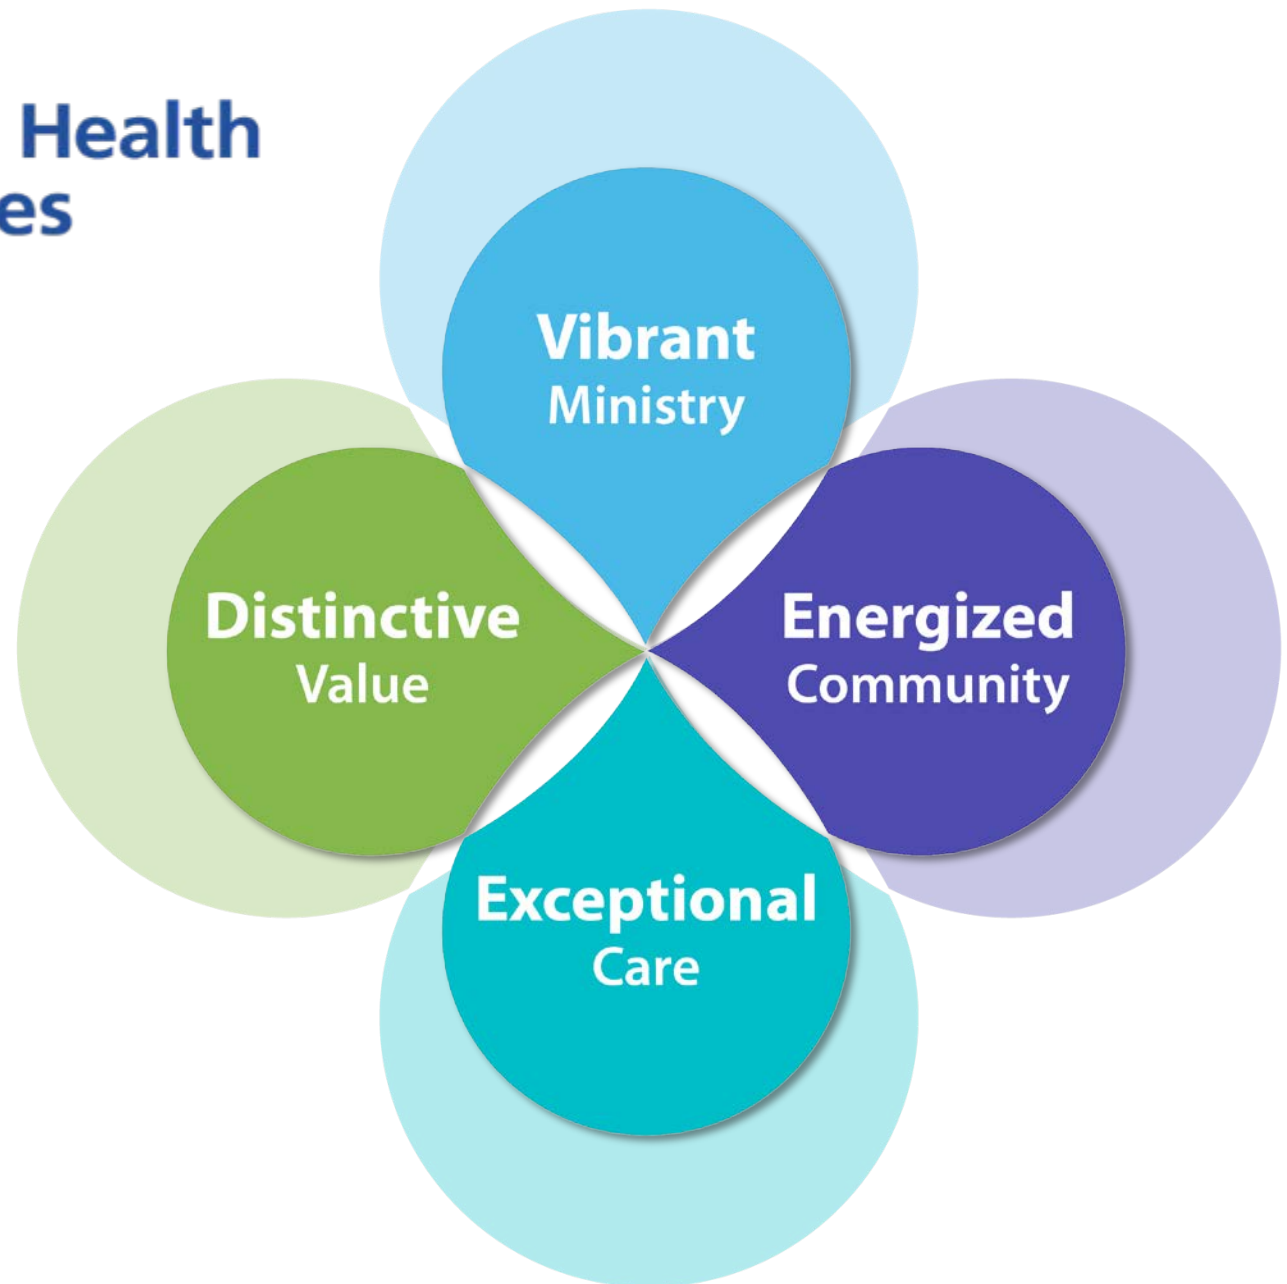 Health
es
Vibrant
Ministry
Distinctive
Value
Energized
Community
Exceptional
Care